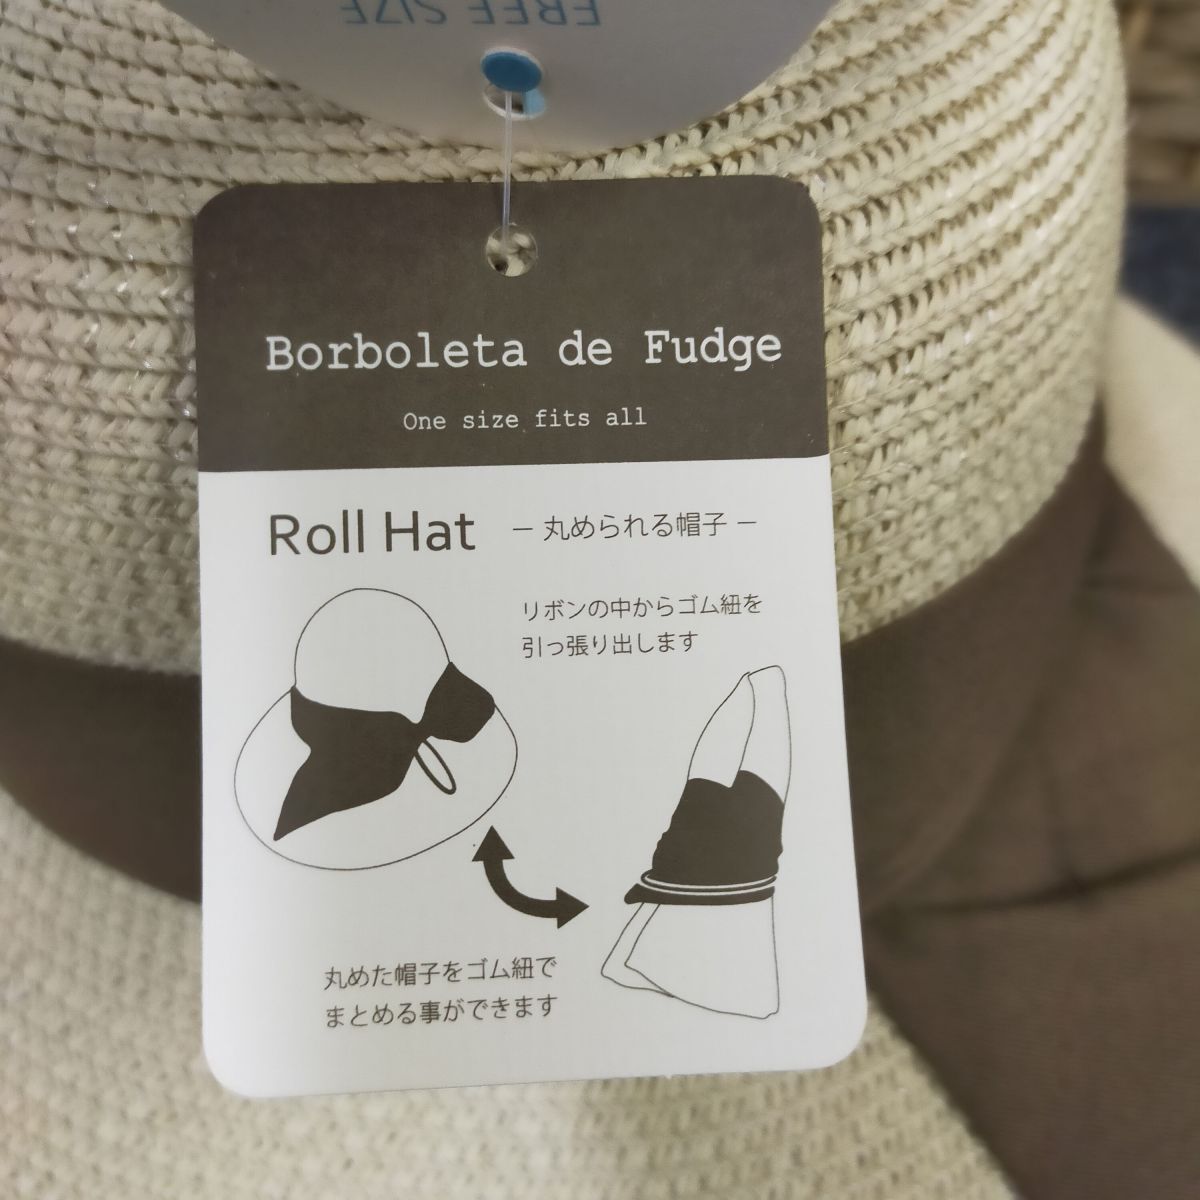 FREE SIZE
Borboleta de Fudge
One size fits all
Roll Hat － 丸められる帽子 －
リボンの中からゴム紐を
引っ張り出します
丸めた帽子をゴム紐で
まとめる事ができます